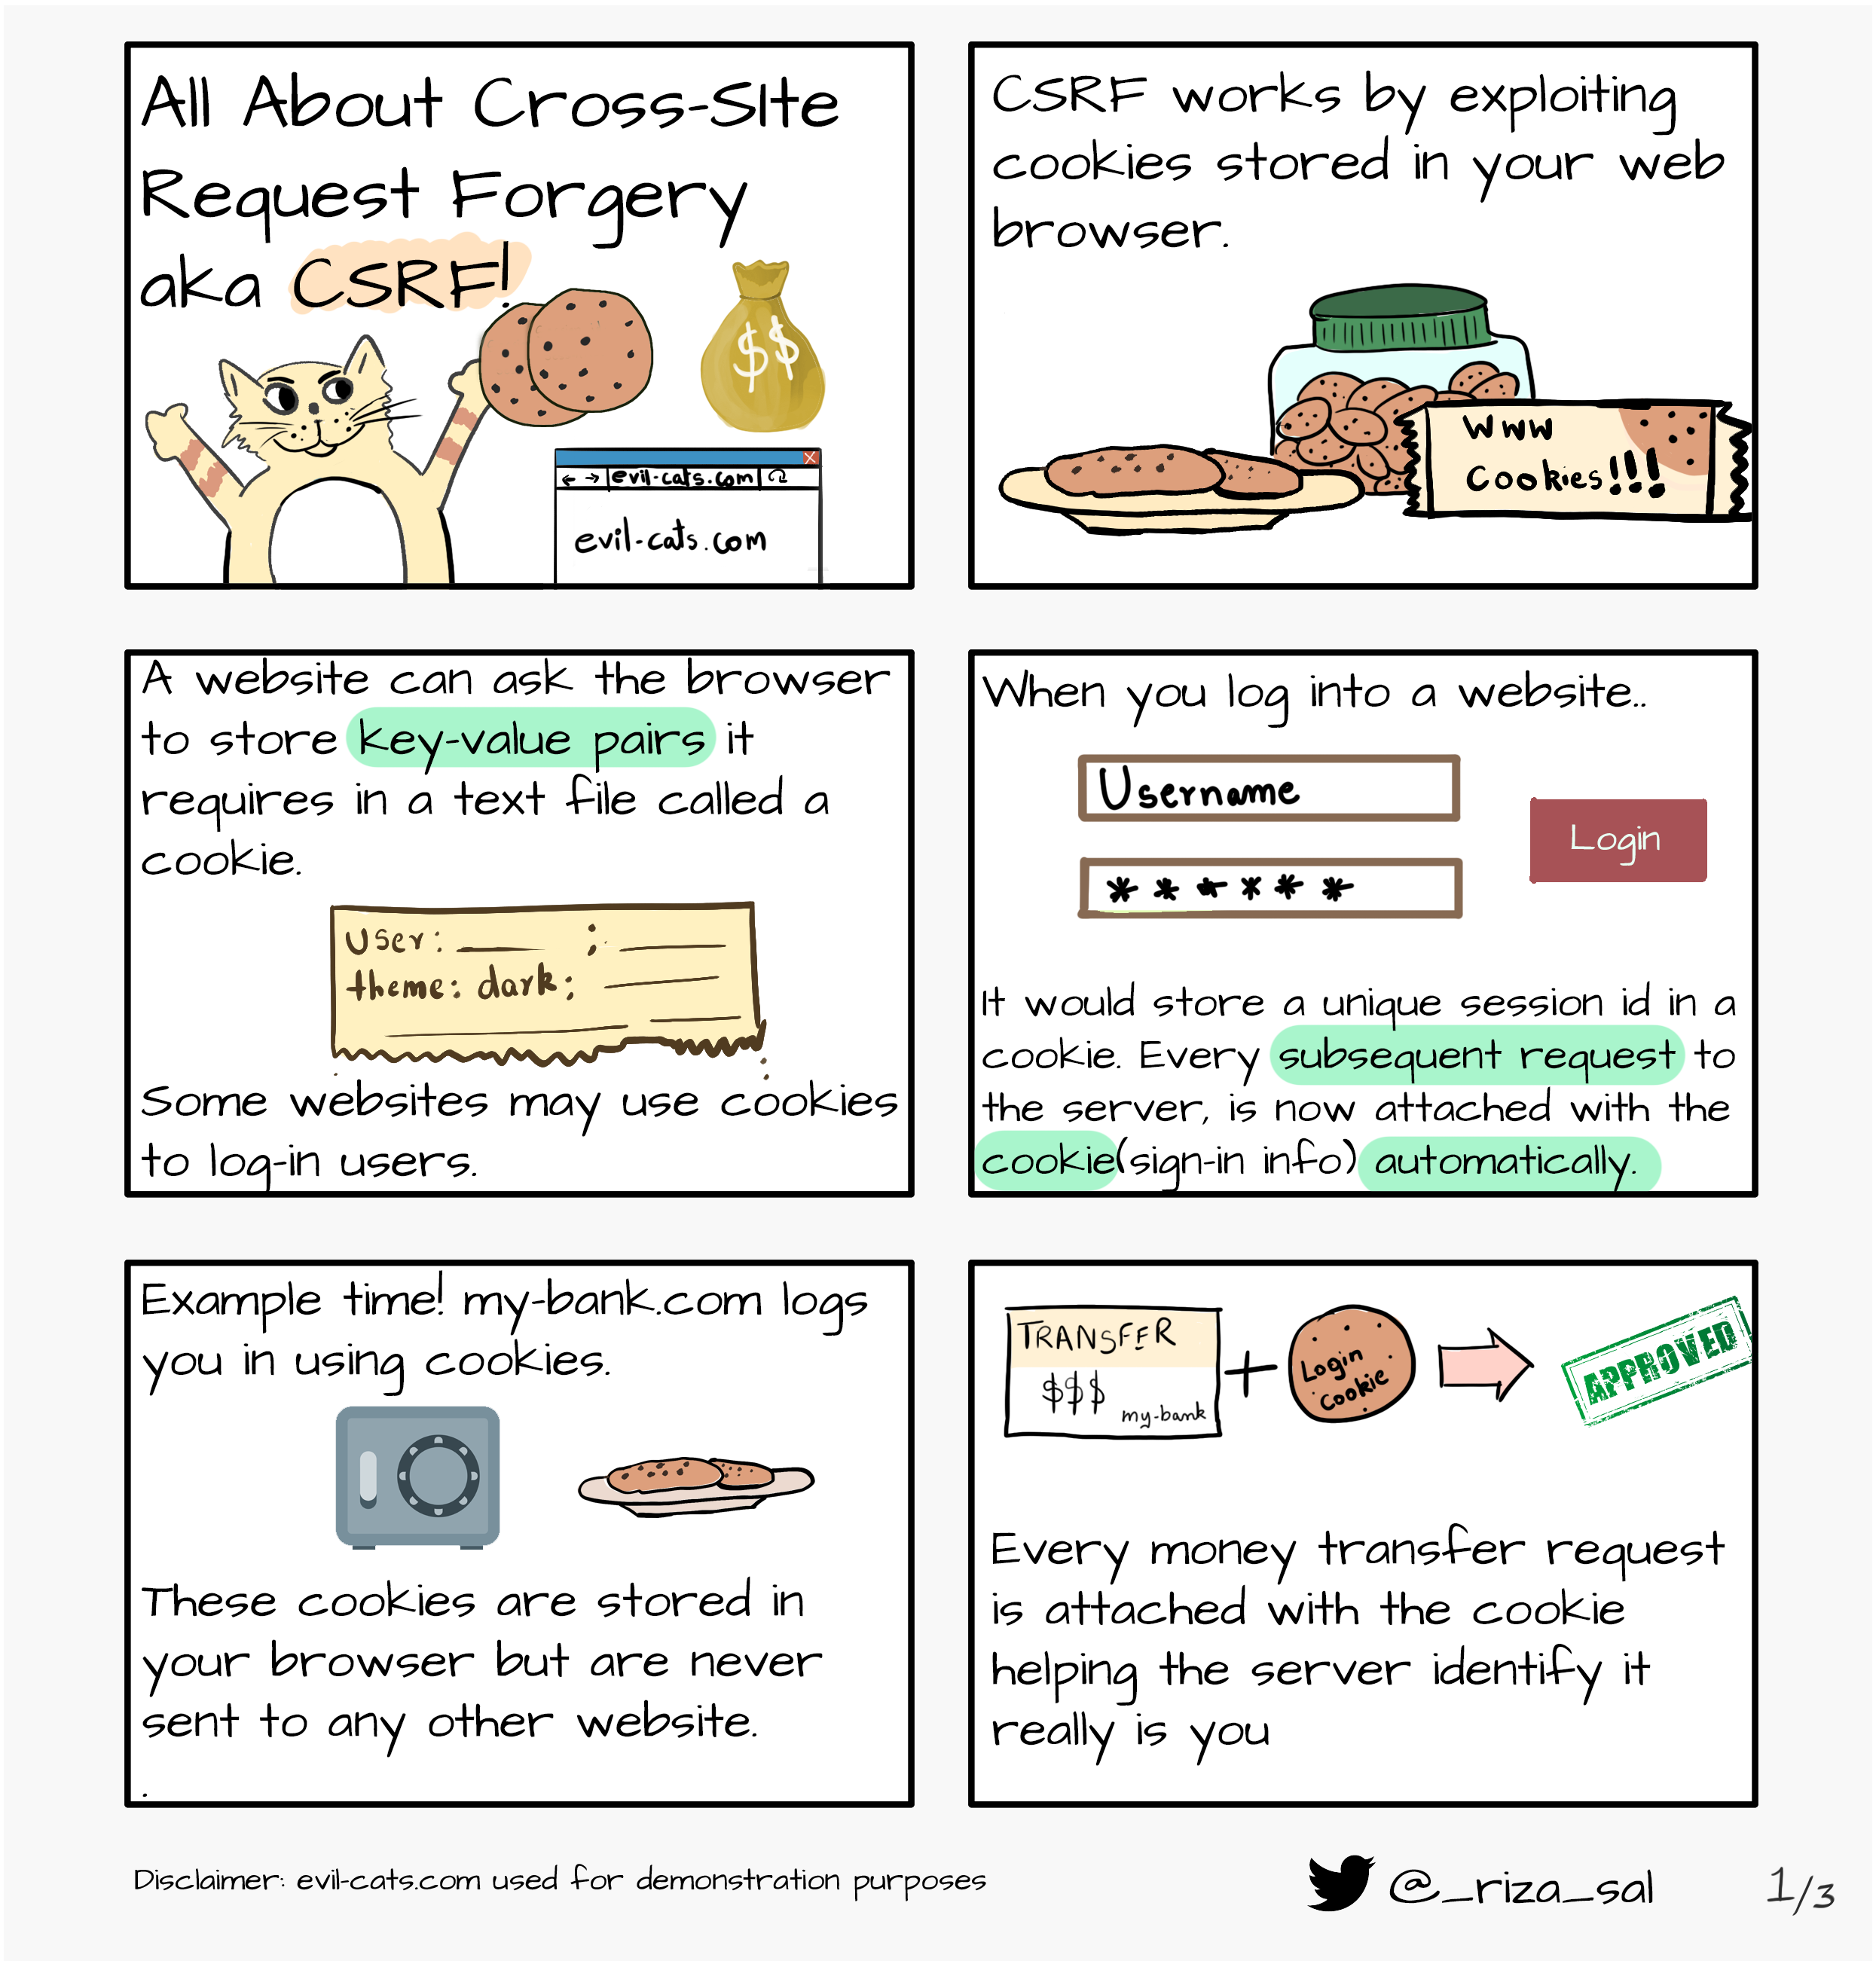 All About Cross-SIte
Request Forgery
aka CSRF!
$$
evil-cats.com
evil-cats.com
CSRF works by exploiting
cookies stored in your web
browser.
WWW
Cookies!!!
A website can ask the browser
to store key-value pairs it
requires in a text file called a
cookie.
User: ;
theme: dark;
Some websites may use cookies
to log-in users.
When you log into a website..
Username
Login
******
It would store a unique session id in a
cookie. Every subsequent request to
the server, is now attached with the
cookie(sign-in info) automatically.
Example time! my-bank.com logs
you in using cookies.
These cookies are stored in
your browser but are never
sent to any other website.
.
TRANSFER
$$$
my-bank
+
Login
Cookie
APPROVED
Every money transfer request
is attached with the cookie
helping the server identify it
really is you
Disclaimer: evil-cats.com used for demonstration purposes
@_riza_sal
1/3